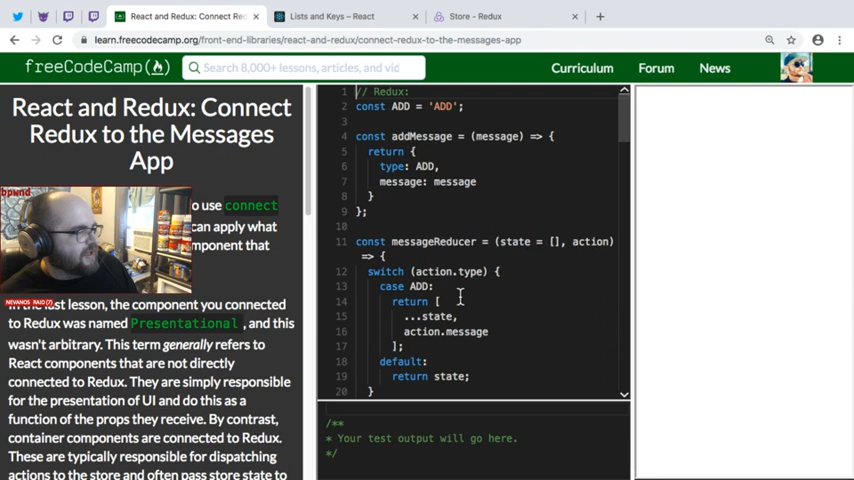 React and Redux: Connect Red
Lists and Keys – React
Store - Redux
learn.freecodecamp.org/front-end-libraries/react-and-redux/connect-redux-to-the-messages-app
freeCodeCamp
Search 8,000+ lessons, articles, and vid
Curriculum
Forum
News
React and Redux: Connect
Redux to the Messages
App
bpwnd
o use connect
can apply what
omponent that
NEVANOS RAID (7)
In the last lesson, the component you connected
to Redux was named Presentational , and this
wasn't arbitrary. This term generally refers to
React components that are not directly
connected to Redux. They are simply responsible
for the presentation of UI and do this as a
function of the props they receive. By contrast,
container components are connected to Redux.
These are typically responsible for dispatching
actions to the store and often pass store state to
1 // Redux:
2 const ADD = 'ADD';
3
4 const addMessage = (message) => {
5 return {
6 type: ADD,
7 message: message
8 }
9 };
10
11 const messageReducer = (state = [], action)
=> {
12 switch (action.type) {
13 case ADD:
14 return [
15 ...state,
16 action.message
17 ];
18 default:
19 return state;
20 }
/**
* Your test output will go here.
*/